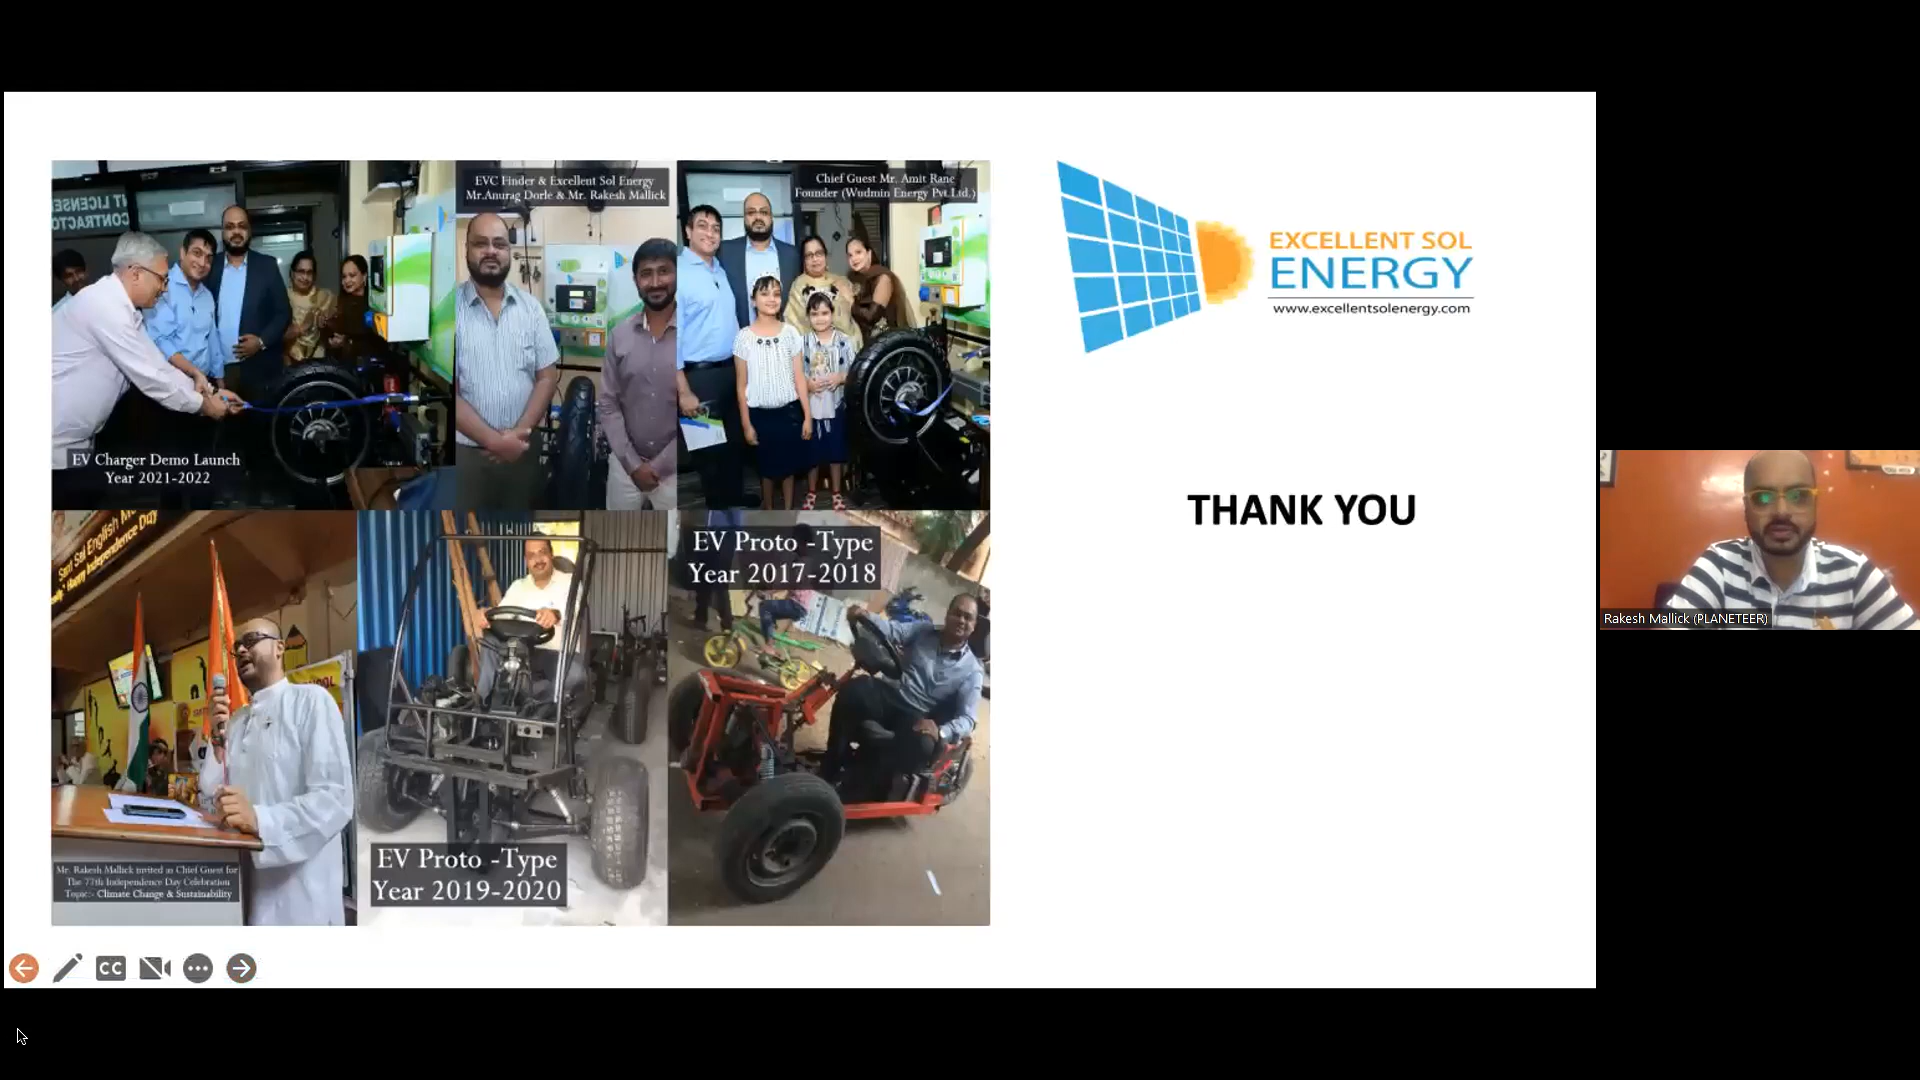 EVC Finder & Excellent Sol Energy
Mr.Anurag Dorle & Mr. Rakesh Mallick
Chief Guest Mr. Amit Rane
Founder (Wudmin Energy Pvt.Ltd.)
EV Charger Demo Launch
Year 2021-2022
EXCELLENT SOL
ENERGY
www.excellentsolenergy.com
THANK YOU
EV Proto -Type
Year 2017-2018
EV Proto -Type
Year 2019-2020
Mr. Rakesh Mallick invited as Chief Guest for
The 77th Independence Day Celebration
Topic:- Climate Change & Sustainability
CC
Rakesh Mallick (PLANETEER)